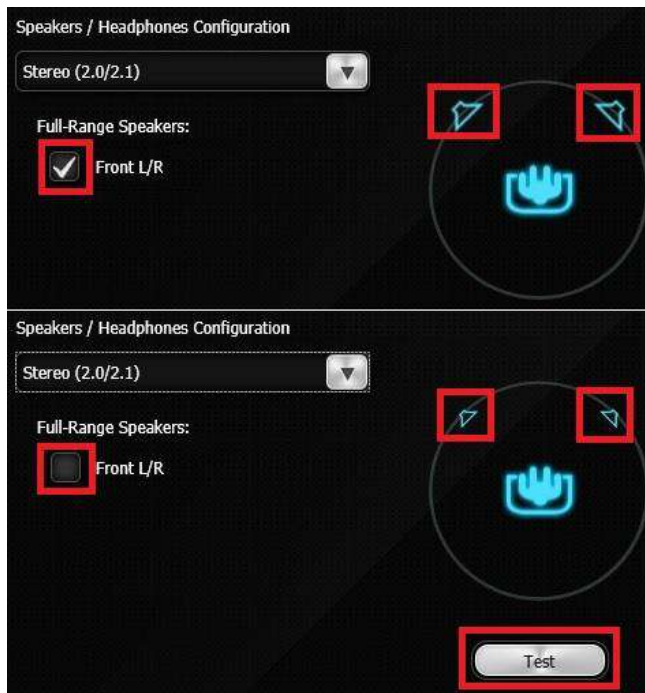 Speakers / Headphones Configuration
Stereo (2.0/2.1)
Full-Range Speakers:
Front L/R
Speakers / Headphones Configuration
Stereo (2.0/2.1)
Full-Range Speakers:
Front L/R
Test